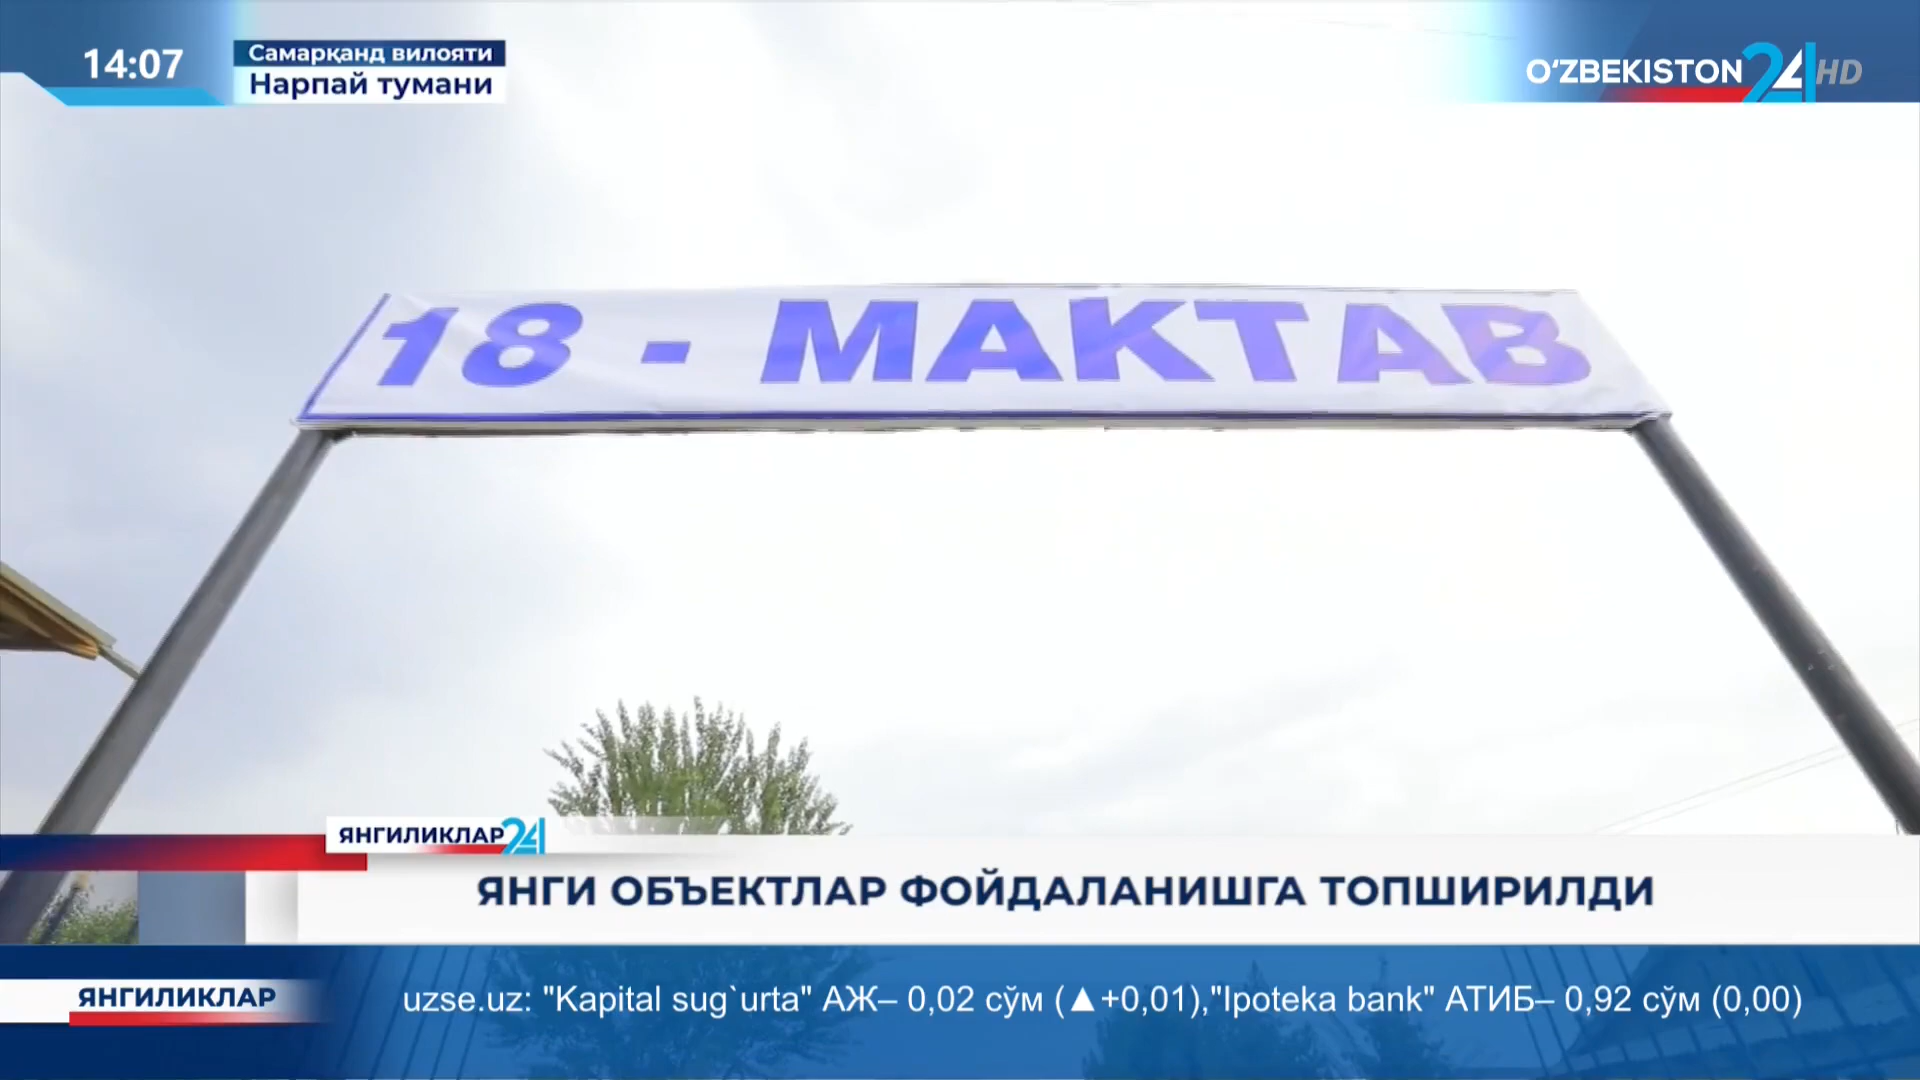 14:07
Самарқанд вилояти
Нарпай тумани
O‘ZBEKISTON 24 HD
18 - МАКТАВ
ЯНГИЛИКЛАР 24
ЯНГИ ОБЪЕКТЛАР ФОЙДАЛАНИШГА ТОПШИРИЛДИ
ЯНГИЛИКЛАР
uzse.uz: "Kapital sug`urta" АЖ– 0,02 сўм (▲+0,01),"Ipoteka bank" АТИБ– 0,92 сўм (0,00)